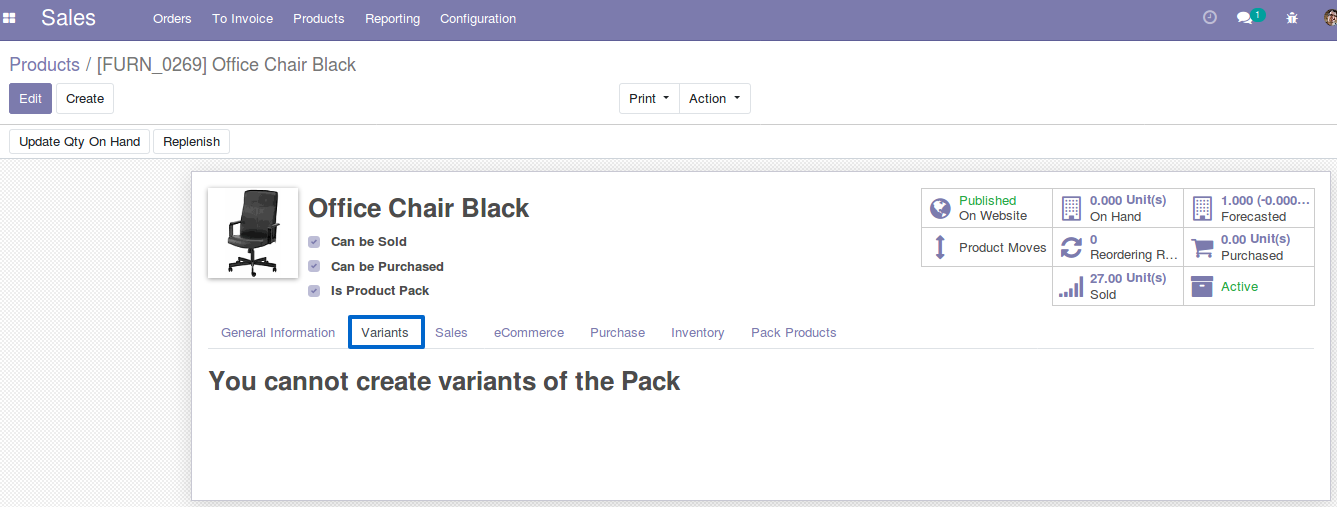 Sales Orders To Invoice Products Reporting Configuration 1
Products / [FURN_0269] Office Chair Black
Edit Create Print Action
Update Qty On Hand Replenish
Office Chair Black
Can be Sold
Can be Purchased
Is Product Pack
Published
On Website
0.000 Unit(s)
On Hand
1.000 (-0.000...
Forecasted
Product Moves
0
Reordering R...
0.00 Unit(s)
Purchased
27.00 Unit(s)
Sold
Active
General Information Variants Sales eCommerce Purchase Inventory Pack Products
You cannot create variants of the Pack